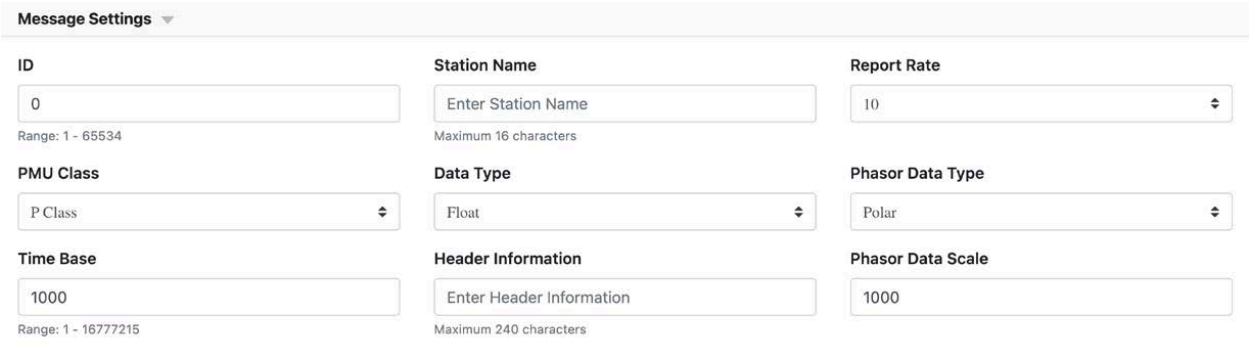 Message Settings
ID Station Name Report Rate
0 Enter Station Name 10
Range: 1 - 65534 Maximum 16 characters
PMU Class Data Type Phasor Data Type
P Class Float Polar
Time Base Header Information Phasor Data Scale
1000 Enter Header Information 1000
Range: 1 - 16777215 Maximum 240 characters